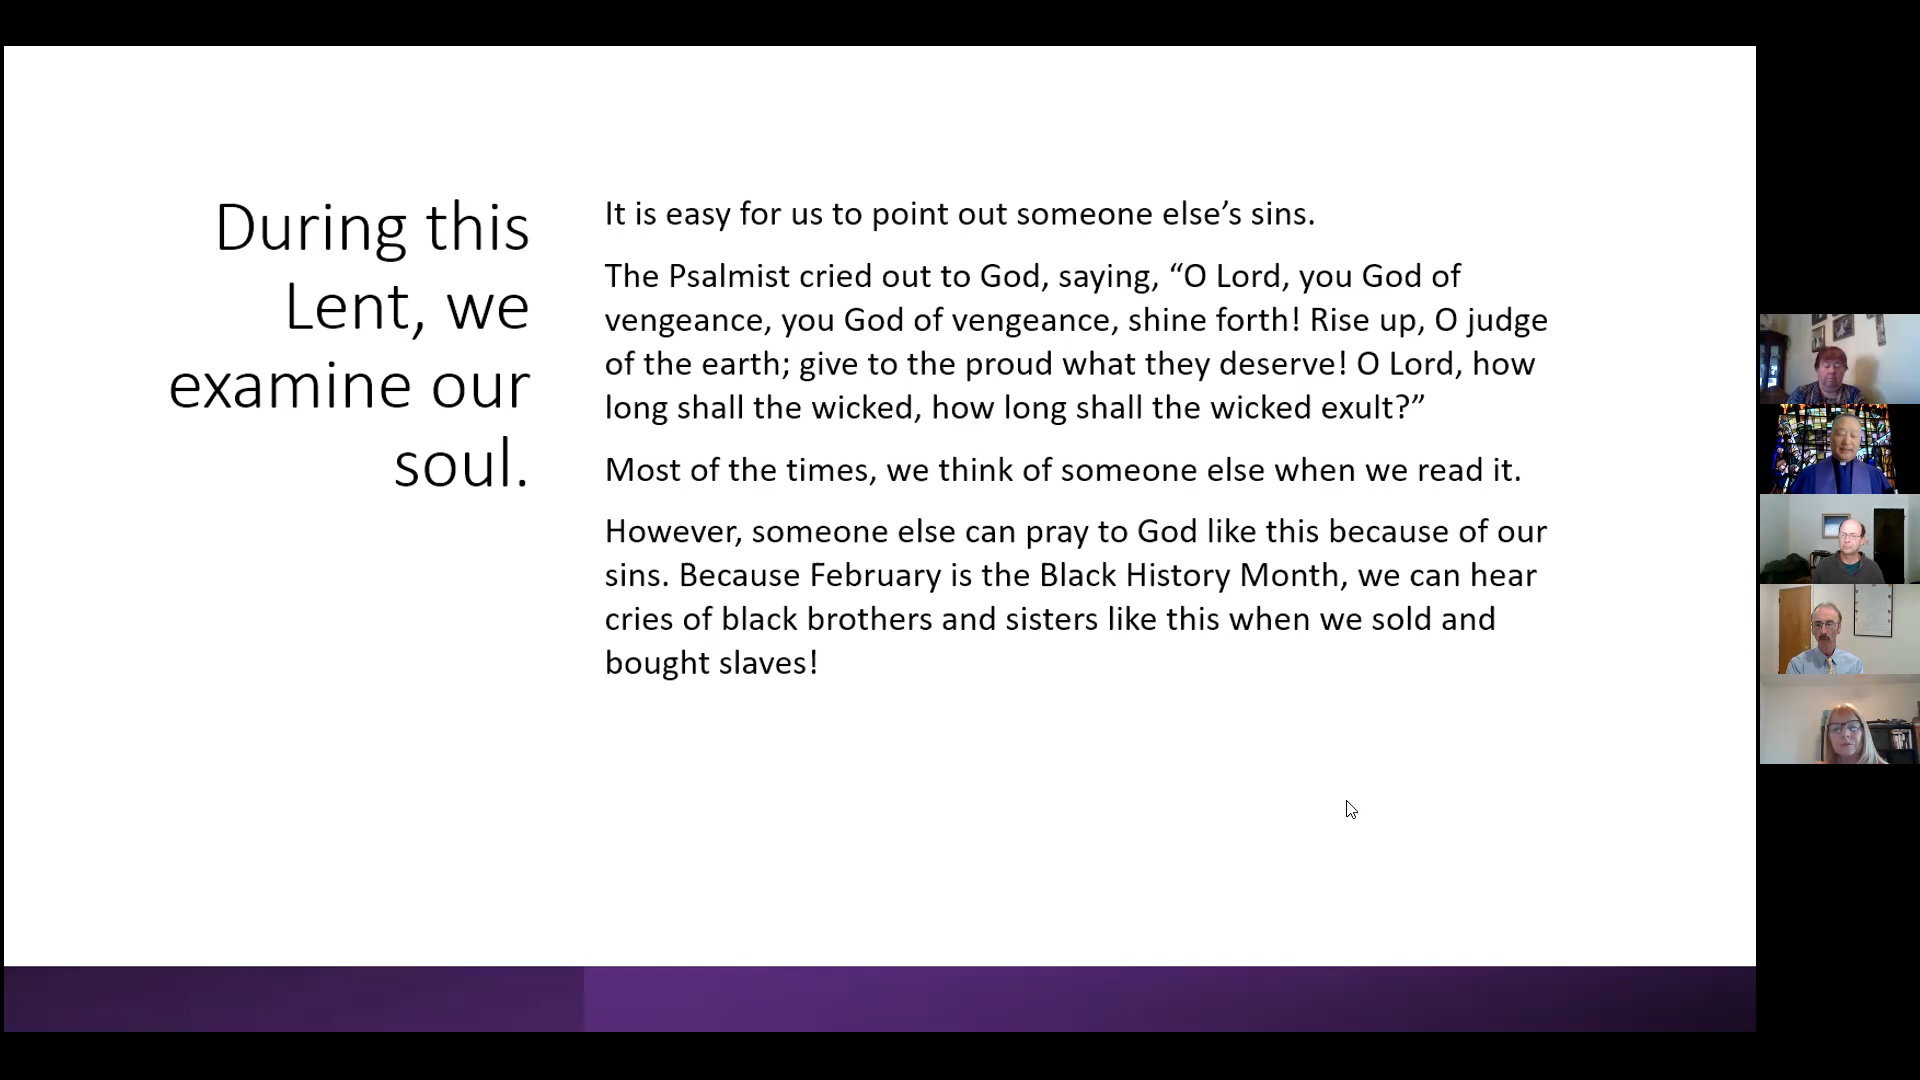 During this
Lent, we
examine our
soul.
It is easy for us to point out someone else’s sins.
The Psalmist cried out to God, saying, “O Lord, you God of
vengeance, you God of vengeance, shine forth! Rise up, O judge
of the earth; give to the proud what they deserve! O Lord, how
long shall the wicked, how long shall the wicked exult?”
Most of the times, we think of someone else when we read it.
However, someone else can pray to God like this because of our
sins. Because February is the Black History Month, we can hear
cries of black brothers and sisters like this when we sold and
bought slaves!